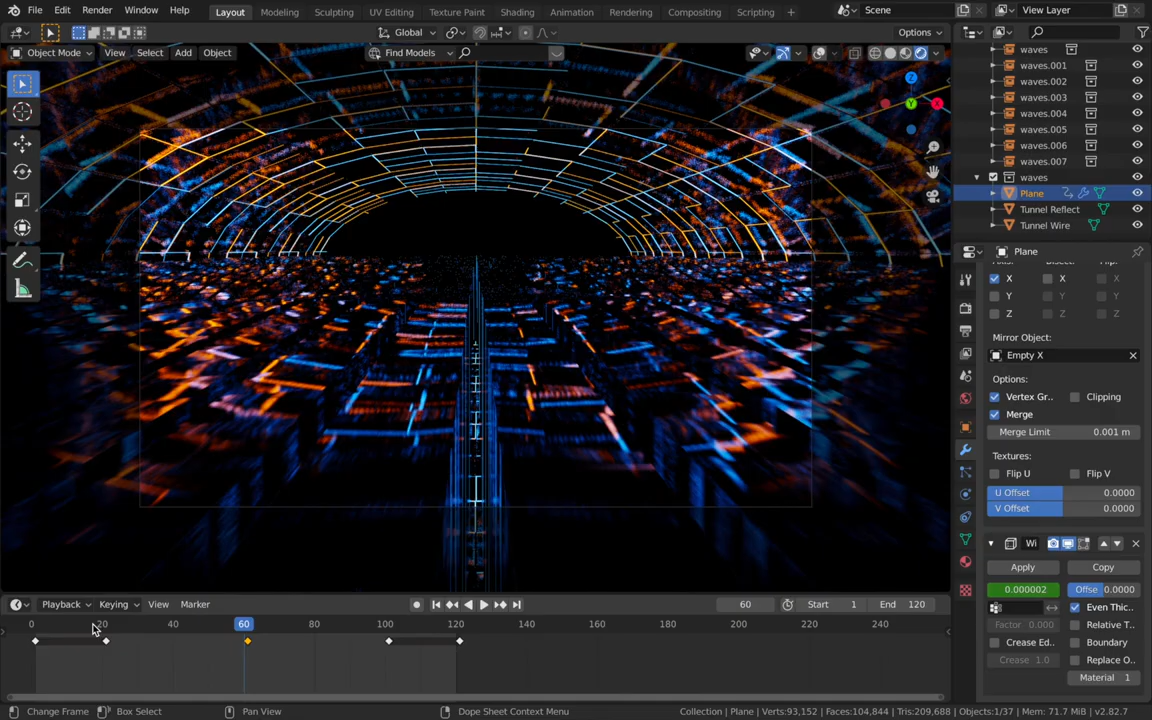 File Edit Render Window Help Layout Modeling Sculpting UV Editing Texture Paint Shading Animation Rendering Compositing Scripting + Scene View Layer
Global Options
Object Mode View Select Add Object Find Models
waves
waves.001
waves.002
waves.003
waves.004
waves.005
waves.006
waves.007
waves
Plane
Tunnel Reflect
Tunnel Wire
Z
Y
X
Plane
X X
Y
Z
Mirror Object:
Empty X
Options:
Vertex Gr.. Clipping
Merge
Merge Limit 0.001 m
Textures:
Flip U Flip V
U Offset 0.0000
V Offset 0.0000
Wi
Apply Copy
0.000002 Offse 0.0000
Even Thic..
Factor 0.000 Relative T..
Crease Ed.. Boundary
Crease 1.0 Replace O..
Material 1
Playback Keying View Marker 60 Start 1 End 120
0 20 40 60 80 100 120 140 160 180 200 220 240
Change Frame Box Select Pan View Dope Sheet Context Menu Collection | Plane | Verts:93,152 | Faces:104,844 | Tris:209,688 | Objects:1/37 | Mem: 71.7 MiB | v2.82.7